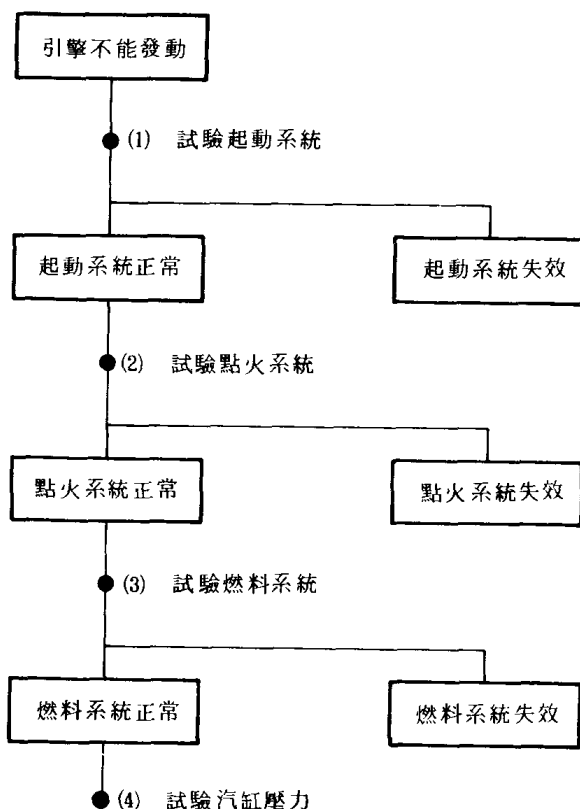 引擎不能發動
(1) 試驗起動系統
起動系統正常
起動系統失效
(2) 試驗點火系統
點火系統正常
點火系統失效
(3) 試驗燃料系統
燃料系統正常
燃料系統失效
(4) 試驗汽缸壓力